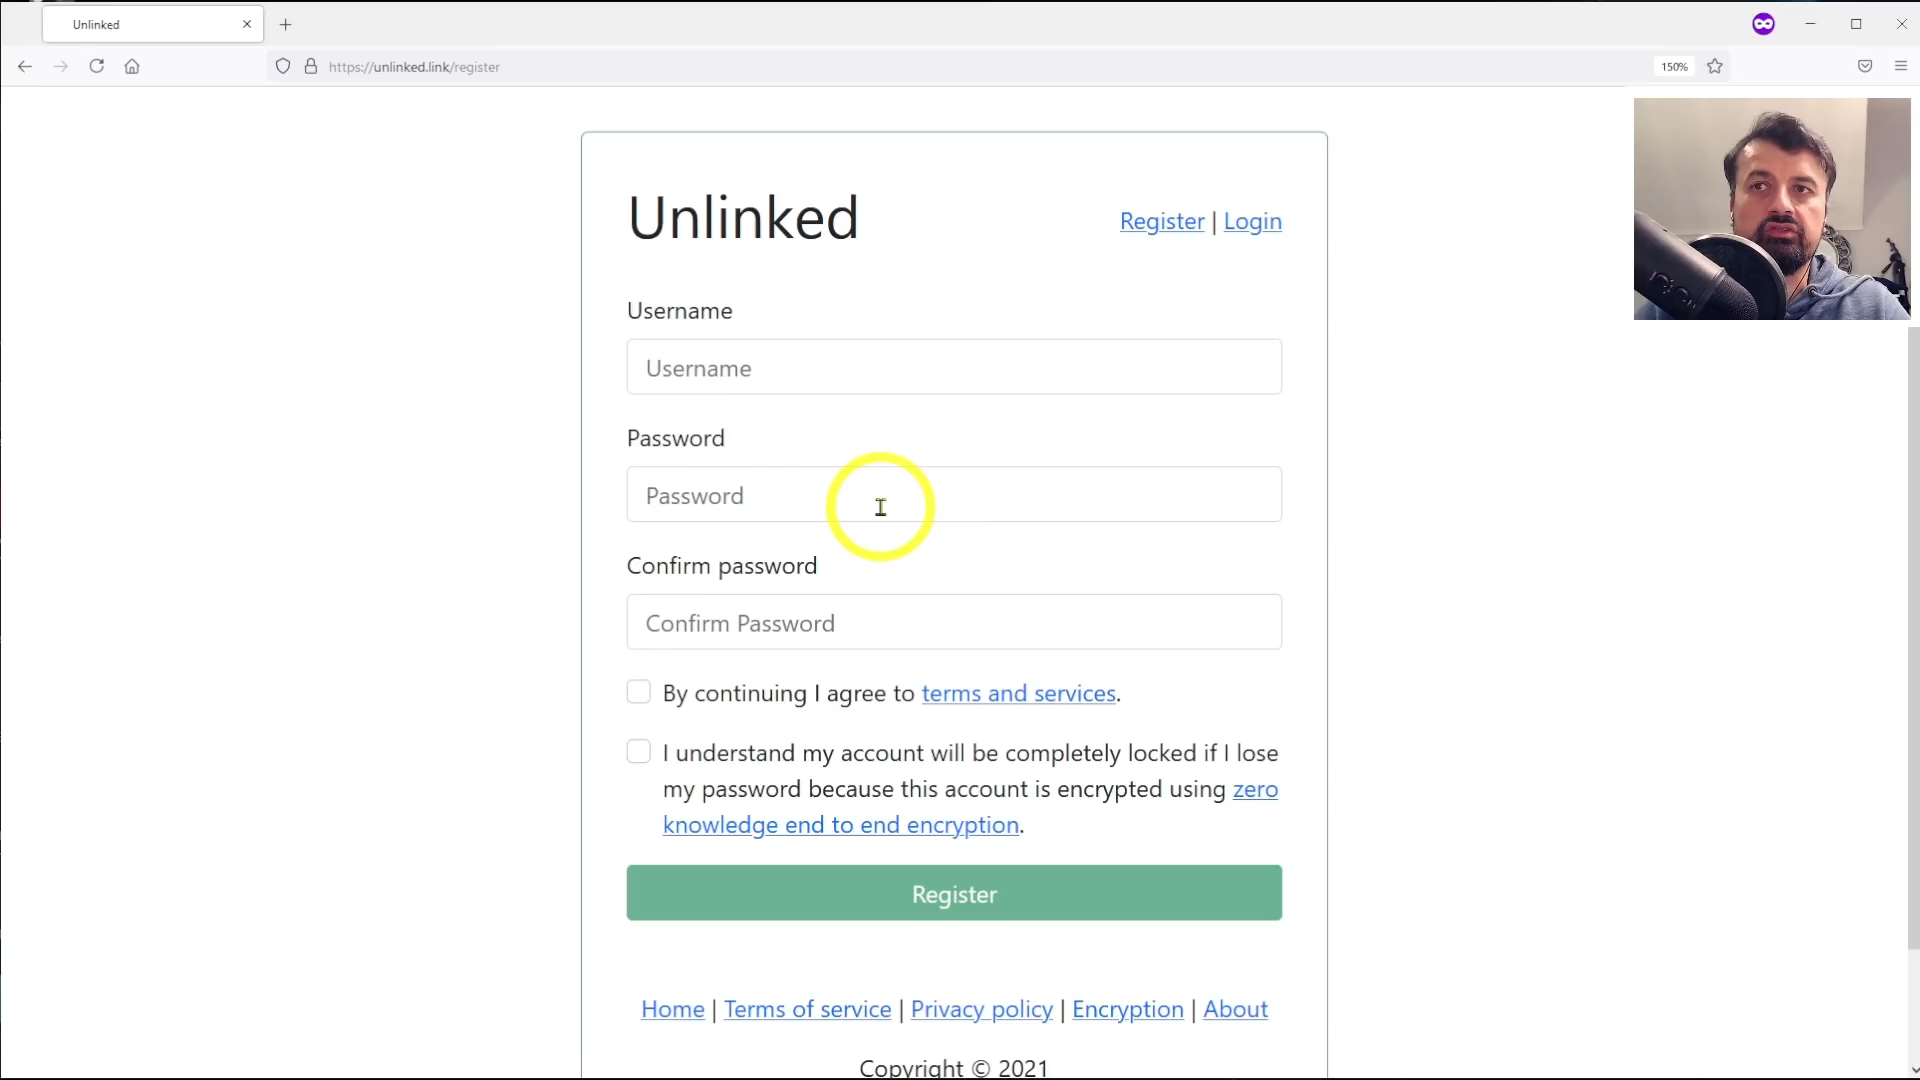 Unlinked
https://unlinked.link/register
150%
Unlinked
Register | Login
Username
Username
Password
Password
Confirm password
Confirm Password
By continuing I agree to terms and services.
I understand my account will be completely locked if I lose
my password because this account is encrypted using zero
knowledge end to end encryption.
Register
Home | Terms of service | Privacy policy | Encryption | About
Copyright © 2021